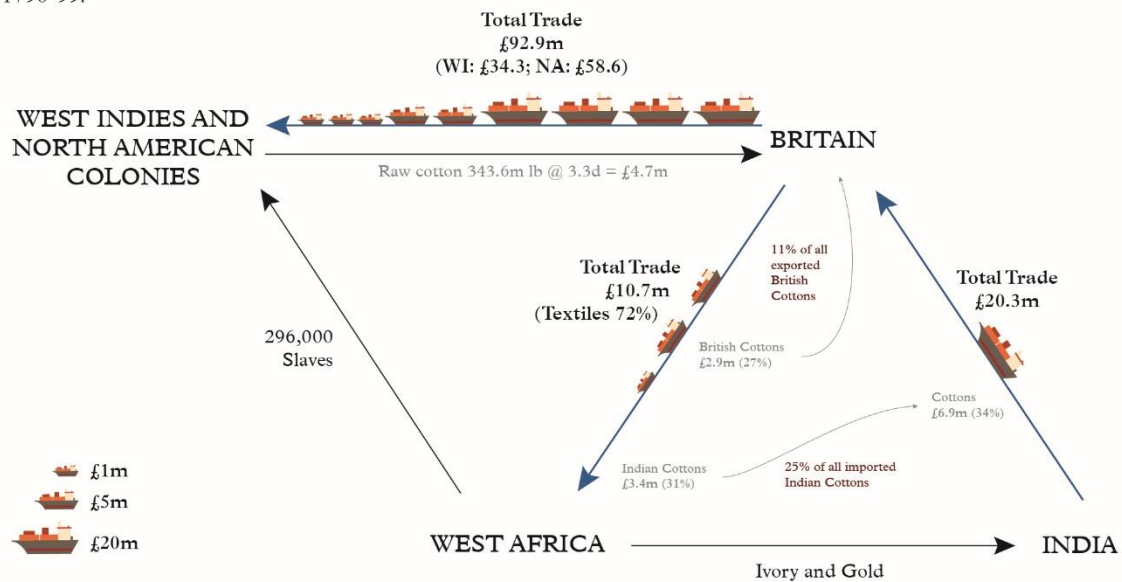 1790-99.
Total Trade
£92.9m
(WI: £34.3; NA: £58.6)
WEST INDIES AND
NORTH AMERICAN
COLONIES
BRITAIN
Raw cotton 343.6m lb @ 3.3d = £4.7m
Total Trade
£10.7m
(Textiles 72%)
11% of all
exported
British
Cottons
Total Trade
£20.3m
296,000
Slaves
British Cottons
£2.9m (27%)
Cottons
£6.9m (34%)
Indian Cottons
£3.4m (31%)
25% of all imported
Indian Cottons
£1m
£5m
£20m
WEST AFRICA
INDIA
Ivory and Gold